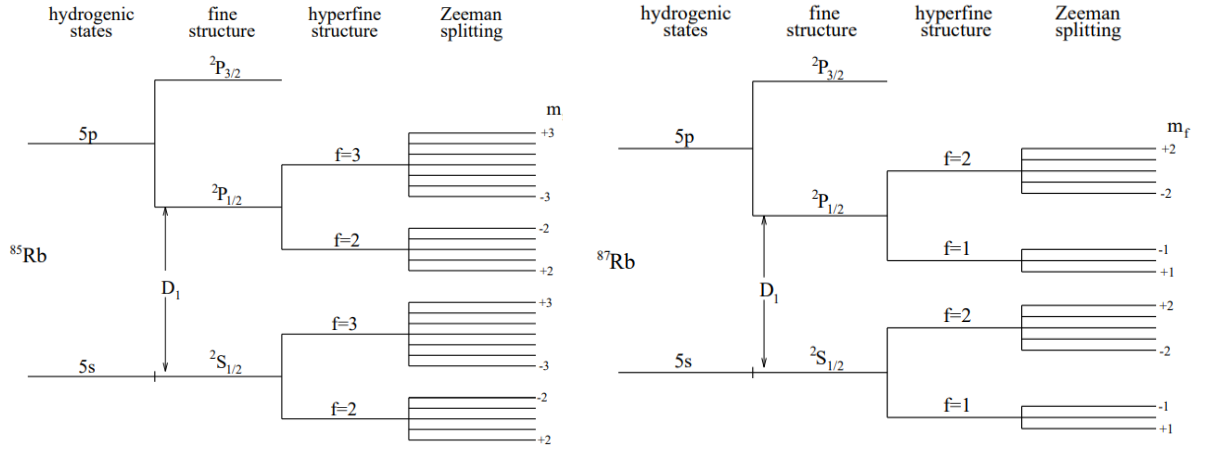 hydrogenic states
fine structure
hyperfine structure
Zeeman splitting
²P₃/₂
m
5p
+3
f=3
-3
²P₁/₂
-2
f=2
+2
⁸⁵Rb
D₁
+3
f=3
-3
5s
²S₁/₂
-2
f=2
+2
hydrogenic states
fine structure
hyperfine structure
Zeeman splitting
²P₃/₂
m_f
5p
+2
f=2
-2
²P₁/₂
-1
f=1
+1
⁸⁷Rb
D₁
+2
f=2
-2
5s
²S₁/₂
-1
f=1
+1